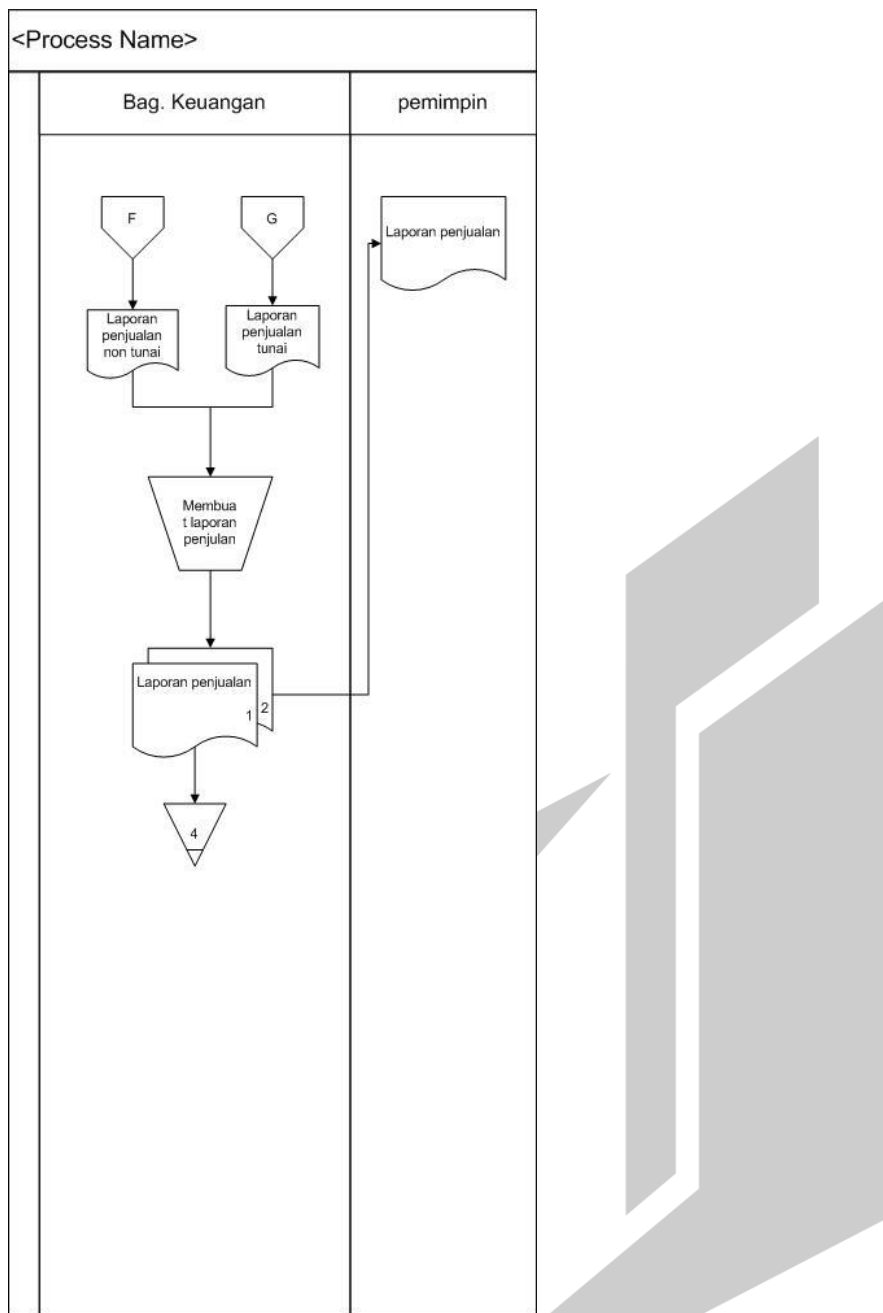 <Process Name>
Bag. Keuangan
pemimpin
F
G
Laporan penjualan
Laporan
penjualan
non tunai
Laporan
penjualan
tunai
Membua
t laporan
penjulan
Laporan penjualan
1
2
4